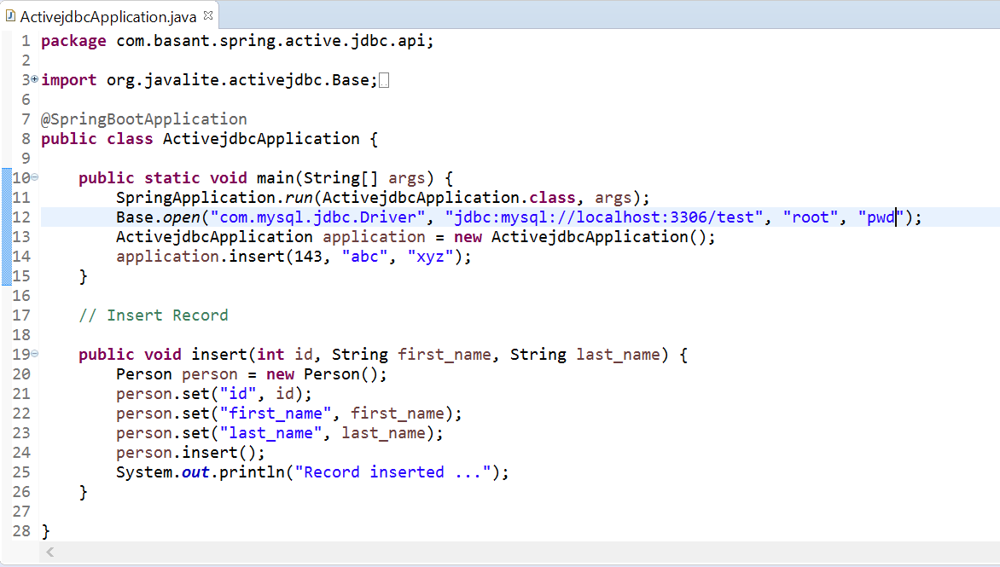 ActivejdbcApplication.java
1 package com.basant.spring.active.jdbc.api;
2
3 import org.javalite.activejdbc.Base;
6
7 @SpringBootApplication
8 public class ActivejdbcApplication {
9
10 public static void main(String[] args) {
11 SpringApplication.run(ActivejdbcApplication.class, args);
12 Base.open("com.mysql.jdbc.Driver", "jdbc:mysql://localhost:3306/test", "root", "pwd");
13 ActivejdbcApplication application = new ActivejdbcApplication();
14 application.insert(143, "abc", "xyz");
15 }
16
17 // Insert Record
18
19 public void insert(int id, String first_name, String last_name) {
20 Person person = new Person();
21 person.set("id", id);
22 person.set("first_name", first_name);
23 person.set("last_name", last_name);
24 person.insert();
25 System.out.println("Record inserted ...");
26 }
27
28 }